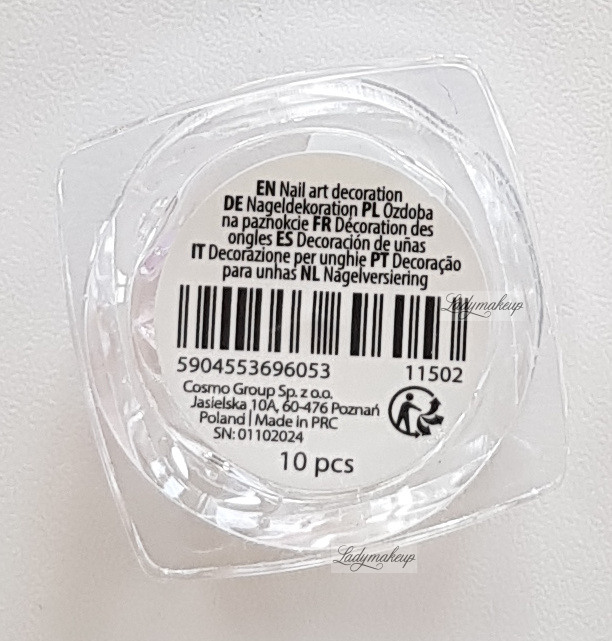 EN Nail art decoration
DE Nageldekoration PL Ozdoba
na paznokcie FR Décoration des
ongles ES Decoración de uñas
IT Decorazione per unghie PT Decoração
para unhas NL Nagelversiering
Ladymakeup
5904553696053 11502
Cosmo Group Sp. z o.o.
Jasielska 10A, 60-476 Poznań
Poland | Made in PRC
SN: 01102024
10 pcs
Ladymakeup